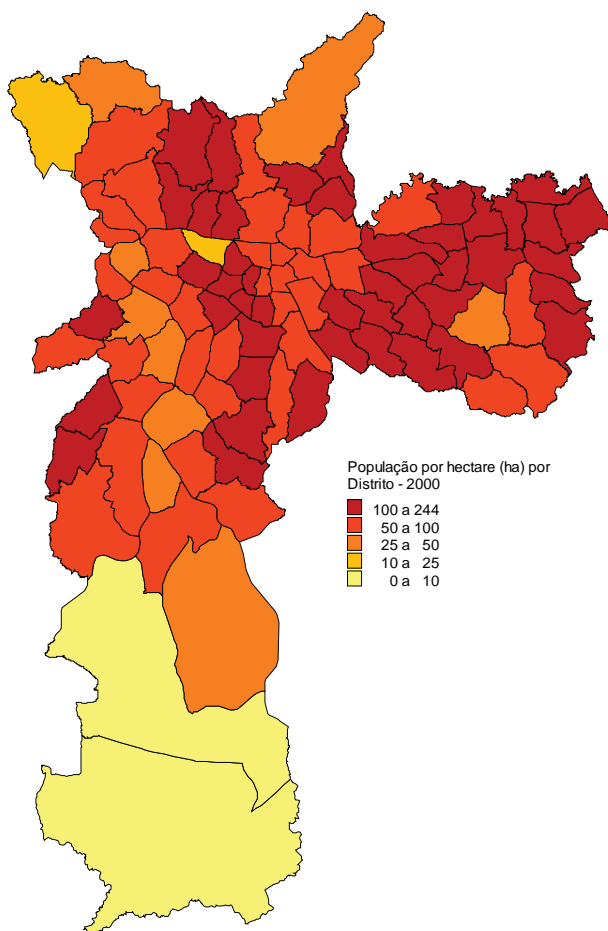 População por hectare (ha) por
Distrito - 2000
100 a 244
50 a 100
25 a 50
10 a 25
0 a 10